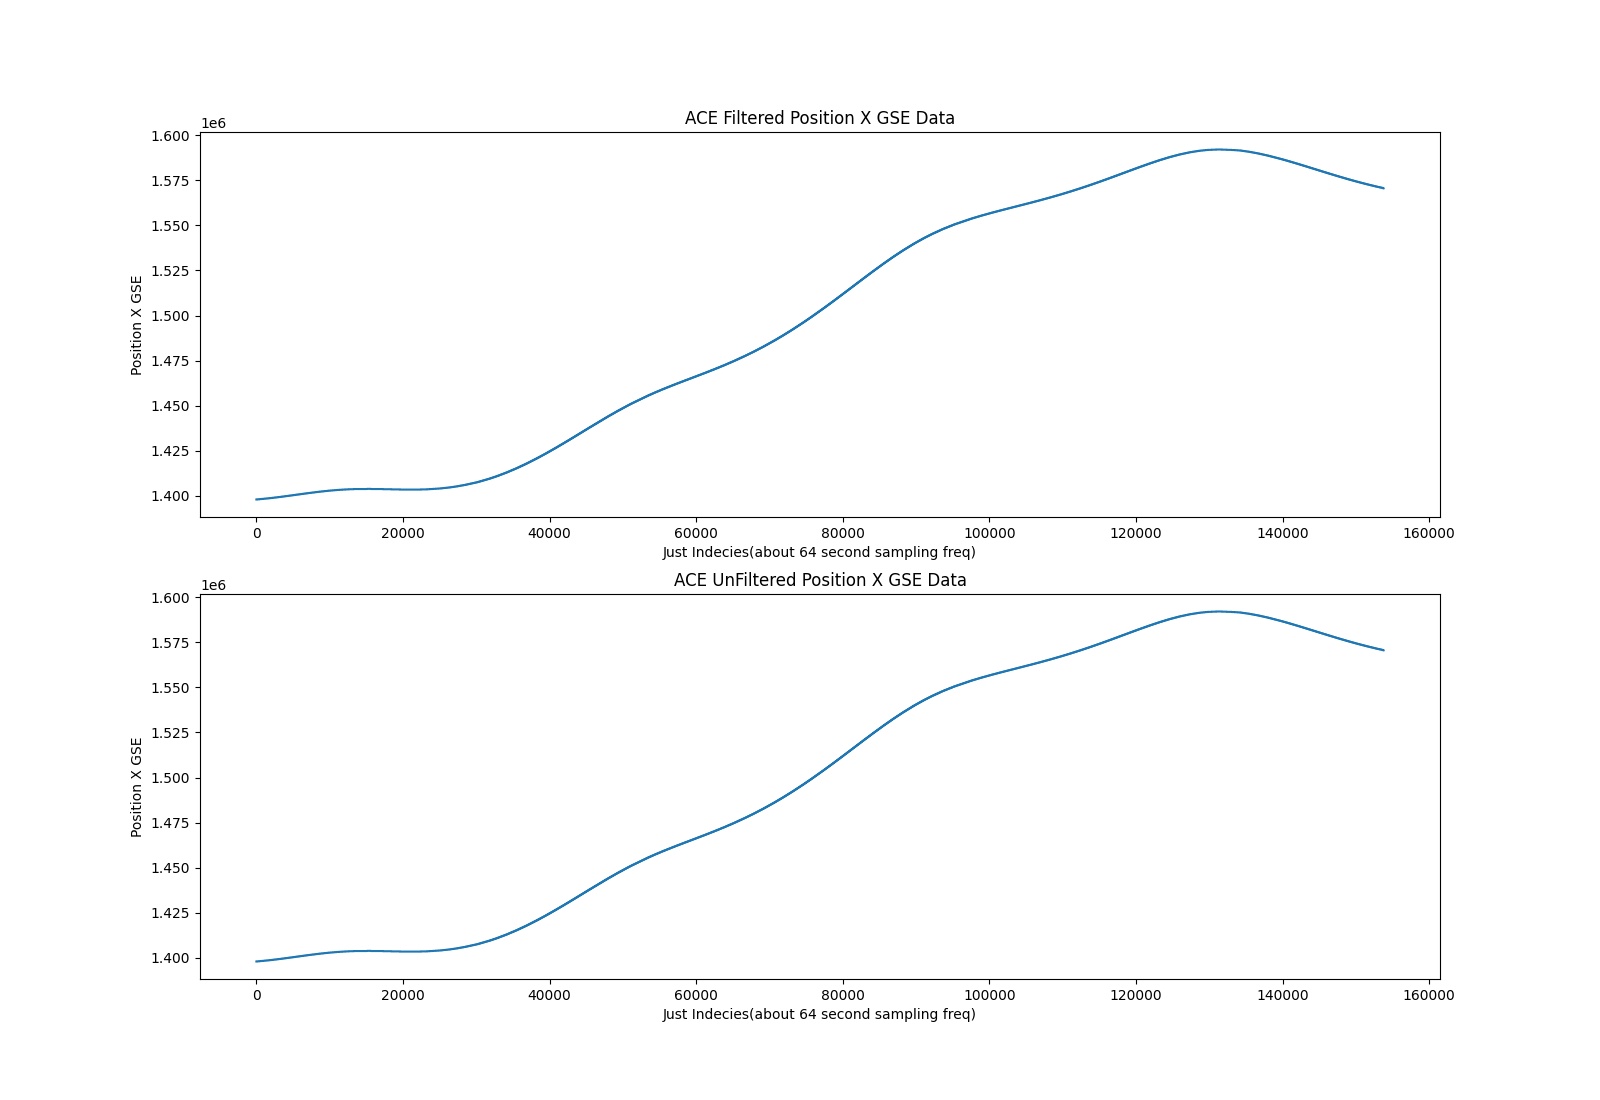 ACE Filtered Position X GSE Data
1e6
1.600
1.575
1.550
1.525
1.500
1.475
1.450
1.425
1.400
Position X GSE
0 20000 40000 60000 80000 100000 120000 140000 160000
Just Indecies(about 64 second sampling freq)
ACE UnFiltered Position X GSE Data
1e6
1.600
1.575
1.550
1.525
1.500
1.475
1.450
1.425
1.400
Position X GSE
0 20000 40000 60000 80000 100000 120000 140000 160000
Just Indecies(about 64 second sampling freq)